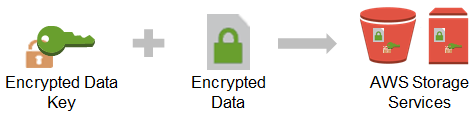 Encrypted Data
Key
Encrypted
Data
AWS Storage
Services